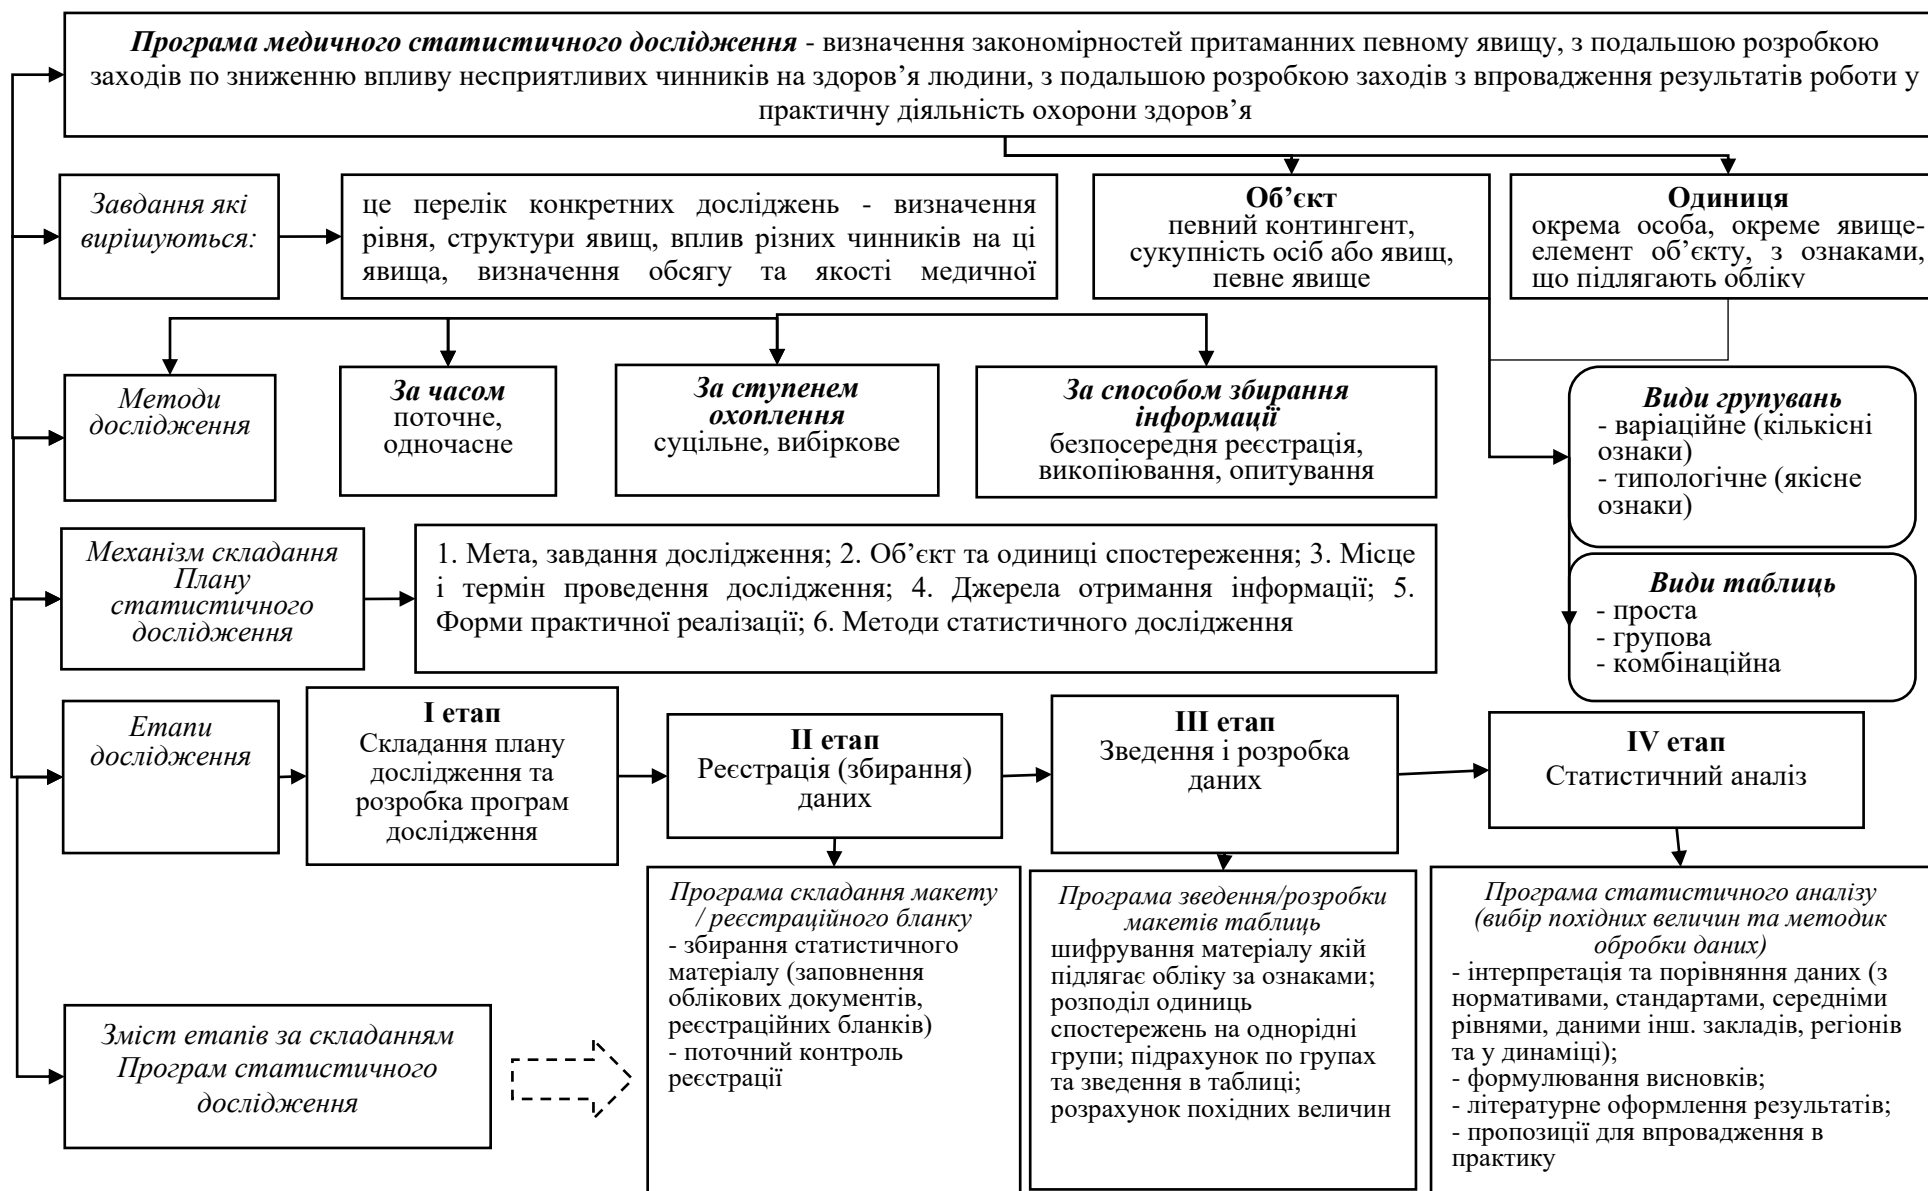 Програма медичного статистичного дослідження - визначення закономірностей притаманних певному явищу, з подальшою розробкою
заходів по зниженню впливу несприятливих чинників на здоров’я людини, з подальшою розробкою заходів з впровадження результатів роботи у
практичну діяльність охорони здоров’я
Завдання які
вирішуються:
це перелік конкретних досліджень - визначення
рівня, структури явищ, вплив різних чинників на ці
явища, визначення обсягу та якості медичної
Об’єкт
певний контингент,
сукупність осіб або явищ,
певне явище
Одиниця
окрема особа, окреме явище-
елемент об’єкту, з ознаками,
що підлягають обліку
Методи
дослідження
За часом
поточне,
одночасне
За ступенем
охоплення
суцільне, вибіркове
За способом збирання
інформації
безпосередня реєстрація,
викопіювання, опитування
Види групувань
- варіаційне (кількісні
ознаки)
- типологічне (якісне
ознаки)
Механізм складання
Плану
статистичного
дослідження
1. Мета, завдання дослідження; 2. Об’єкт та одиниці спостереження; 3. Місце
і термін проведення дослідження; 4. Джерела отримання інформації; 5.
Форми практичної реалізації; 6. Методи статистичного дослідження
Види таблиць
- проста
- групова
- комбінаційна
Етапи
дослідження
I етап
Складання плану
дослідження та
розробка програм
дослідження
II етап
Реєстрація (збирання)
даних
III етап
Зведення і розробка
даних
IV етап
Статистичний аналіз
Зміст етапів за складанням
Програм статистичного
дослідження
Програма складання макету
/ реєстраційного бланку
- збирання статистичного
матеріалу (заповнення
облікових документів,
реєстраційних бланків)
- поточний контроль
реєстрації
Програма зведення/розробки
макетів таблиць
шифрування матеріалу якій
підлягає обліку за ознаками;
розподіл одиниць
спостережень на однорідні
групи; підрахунок по групах
та зведення в таблиці;
розрахунок похідних величин
Програма статистичного аналізу
(вибір похідних величин та методик
обробки даних)
- інтерпретація та порівняння даних (з
нормативами, стандартами, середніми
рівнями, даними інш. закладів, регіонів
та у динаміці);
- формулювання висновків;
- літературне оформлення результатів;
- пропозиції для впровадження в
практику